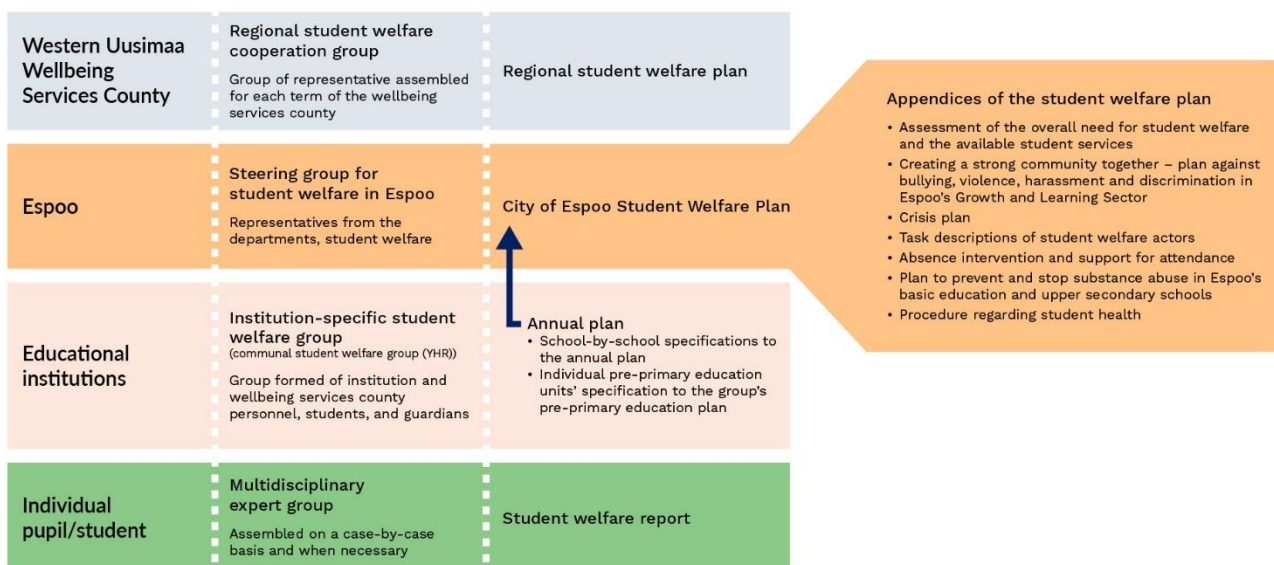 Western Uusimaa
Wellbeing
Services County
Regional student welfare
cooperation group
Group of representative assembled
for each term of the wellbeing
services county
Regional student welfare plan
Espoo
Steering group for
student welfare in Espoo
Representatives from the
departments, student welfare
City of Espoo Student Welfare Plan
Educational
institutions
Institution-specific student
welfare group
(communal student welfare group (YHR))
Group formed of institution and
wellbeing services county
personnel, students, and guardians
Annual plan
• School-by-school specifications to
the annual plan
• Individual pre-primary education
units' specification to the group's
pre-primary education plan
Individual
pupil/student
Multidisciplinary
expert group
Assembled on a case-by-case
basis and when necessary
Student welfare report
Appendices of the student welfare plan
• Assessment of the overall need for student welfare
and the available student services
• Creating a strong community together – plan against
bullying, violence, harassment and discrimination in
Espoo's Growth and Learning Sector
• Crisis plan
• Task descriptions of student welfare actors
• Absence intervention and support for attendance
• Plan to prevent and stop substance abuse in Espoo's
basic education and upper secondary schools
• Procedure regarding student health